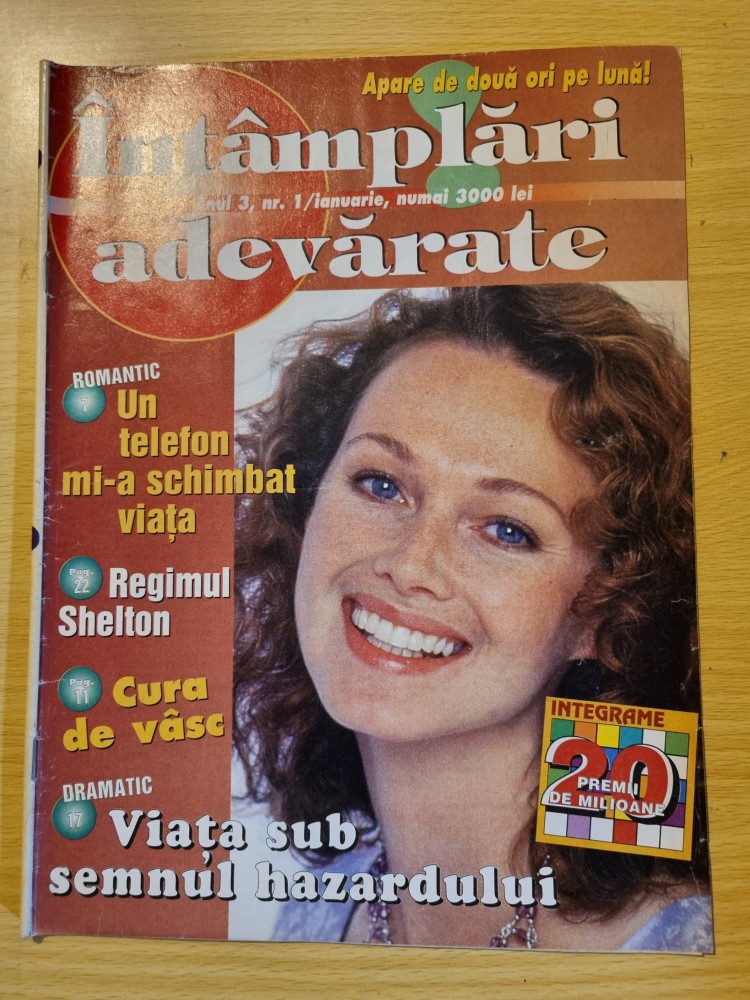 Apare de două ori pe lună!
Întâmplări
Anul 3, nr. 1/ianuarie, numai 3000 lei
adevărate
ROMANTIC
7
Un
telefon
mi-a schimbat
viața
Pag.
22
Regimul
Shelton
Pag.
11
Cura
de vâsc
DRAMATIC
17
Viața sub
semnul hazardului
INTEGRAME
20
PREMII
DE MILIOANE